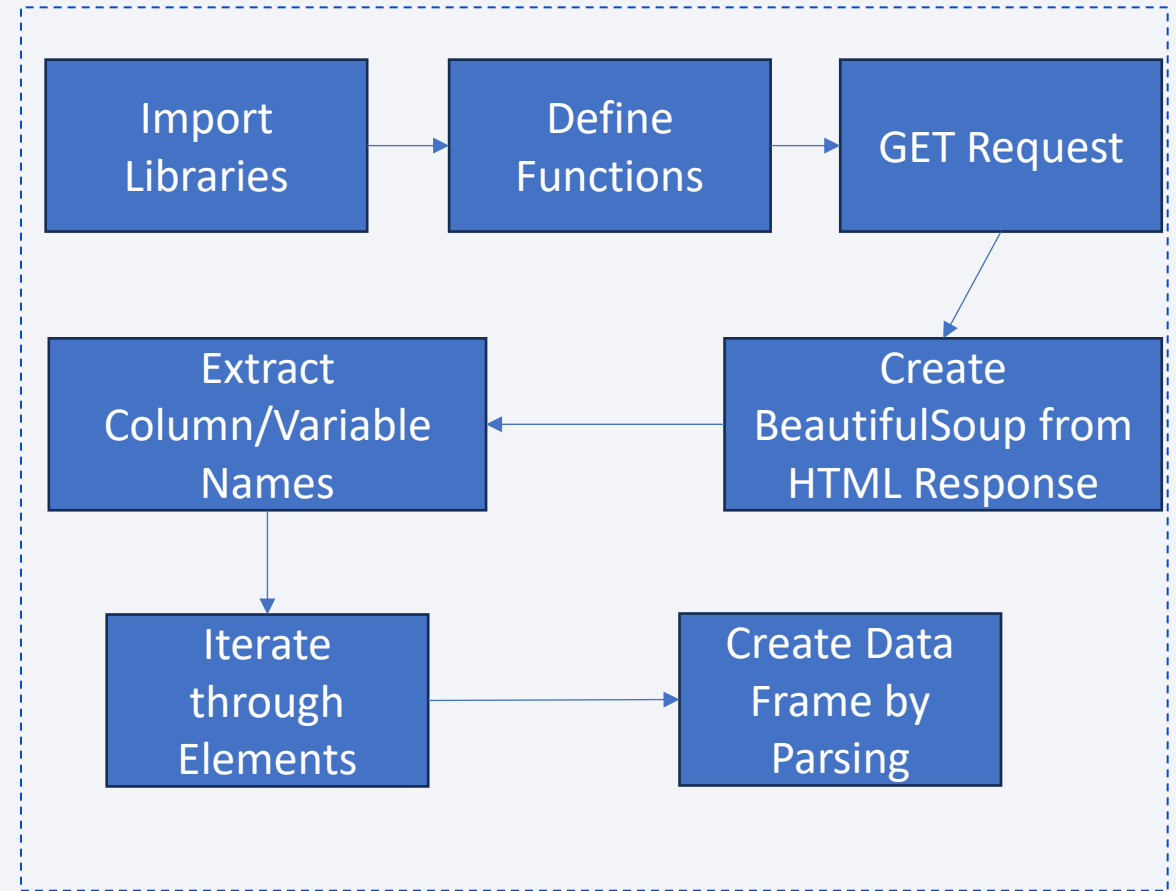 Import
Libraries
Define
Functions
GET Request
Create
BeautifulSoup from
HTML Response
Extract
Column/Variable
Names
Iterate
through
Elements
Create Data
Frame by
Parsing